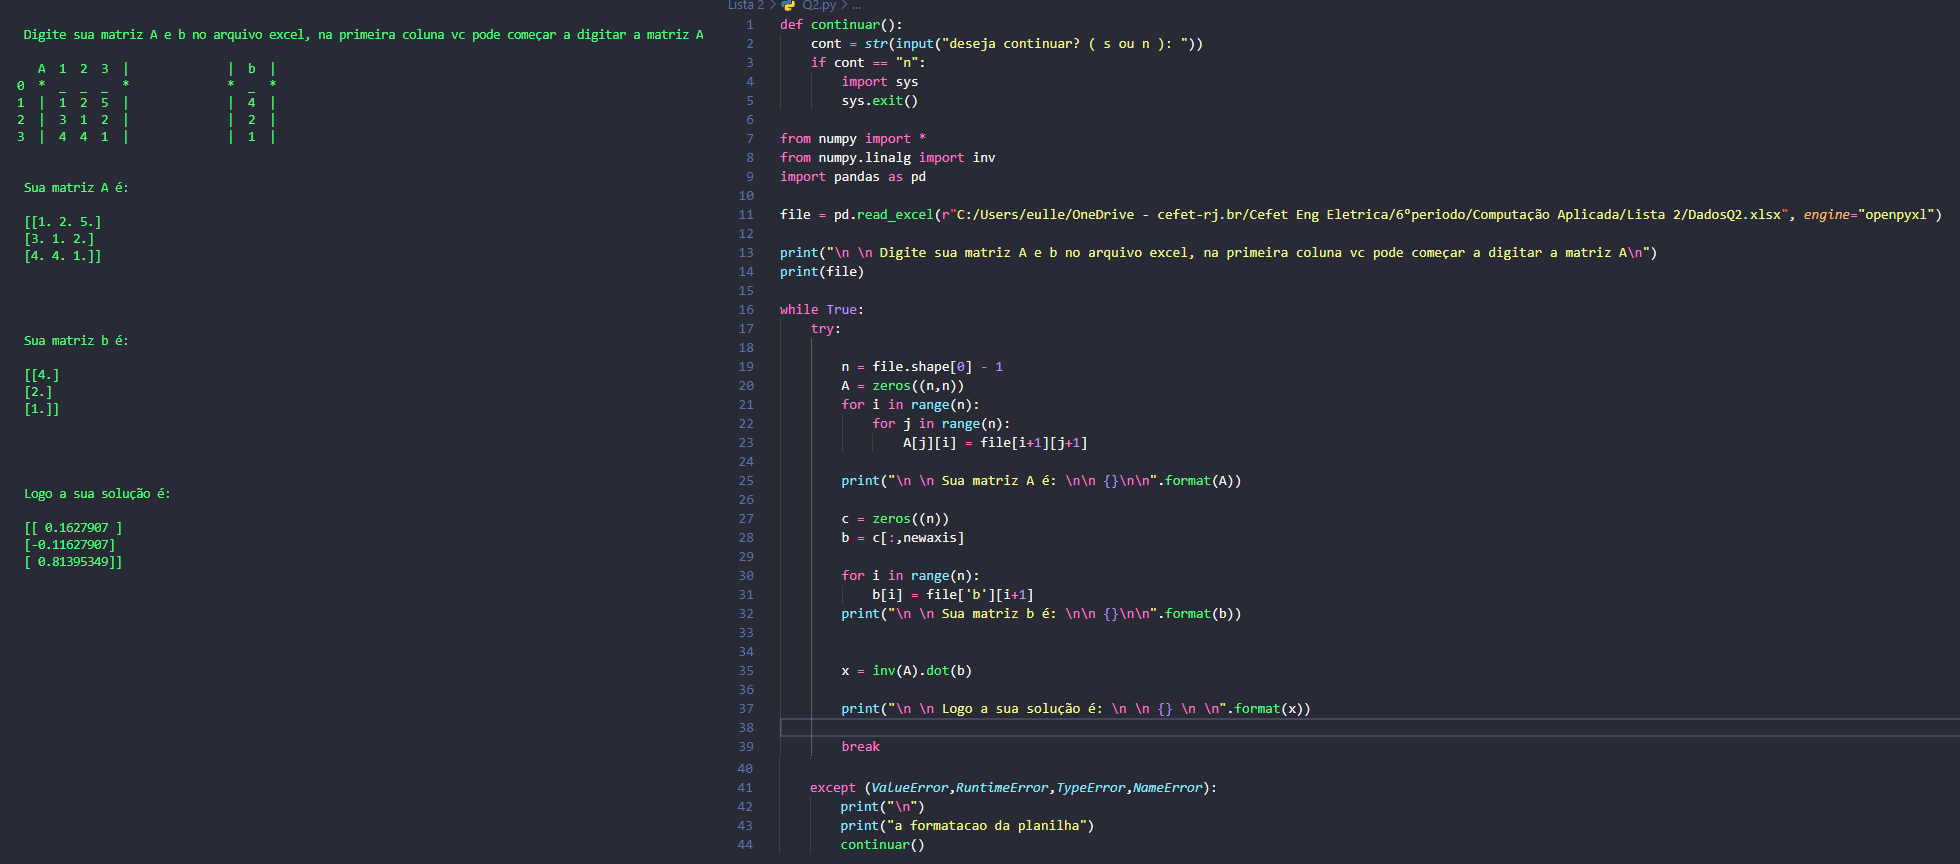 Digite sua matriz A e b no arquivo excel, na primeira coluna vc pode começar a digitar a matriz A
A 1 2 3 | | b |
0 * _ _ _ * * _ *
1 | 1 2 5 | | 4 |
2 | 3 1 2 | | 2 |
3 | 4 4 1 | | 1 |
Sua matriz A é:
[[1. 2. 5.]
[3. 1. 2.]
[4. 4. 1.]]
Sua matriz b é:
[[4.]
[2.]
[1.]]
Logo a sua solução é:
[[ 0.1627907 ]
[-0.11627907]
[ 0.81395349]]
Lista 2 > Q2.py > ...
1 def continuar():
2     cont = str(input("deseja continuar? ( s ou n ): "))
3     if cont == "n":
4         import sys
5         sys.exit()
6
7 from numpy import *
8 from numpy.linalg import inv
9 import pandas as pd
10
11 file = pd.read_excel(r"C:/Users/eulle/OneDrive - cefet-rj.br/Cefet Eng Eletrica/6ºperiodo/Computação Aplicada/Lista 2/DadosQ2.xlsx", engine="openpyxl")
12
13 print("\n \n Digite sua matriz A e b no arquivo excel, na primeira coluna vc pode começar a digitar a matriz A\n")
14 print(file)
15
16 while True:
17     try:
18
19         n = file.shape[0] - 1
20         A = zeros((n,n))
21         for i in range(n):
22             for j in range(n):
23                 A[j][i] = file[i+1][j+1]
24
25         print("\n \n Sua matriz A é: \n\n {}\n\n".format(A))
26
27         c = zeros((n))
28         b = c[:,newaxis]
29
30         for i in range(n):
31             b[i] = file['b'][i+1]
32         print("\n \n Sua matriz b é: \n\n {}\n\n".format(b))
33
34
35         x = inv(A).dot(b)
36
37         print("\n \n Logo a sua solução é: \n \n {} \n \n".format(x))
38
39         break
40
41     except (ValueError,RuntimeError,TypeError,NameError):
42         print("\n")
43         print("a formatacao da planilha")
44         continuar()